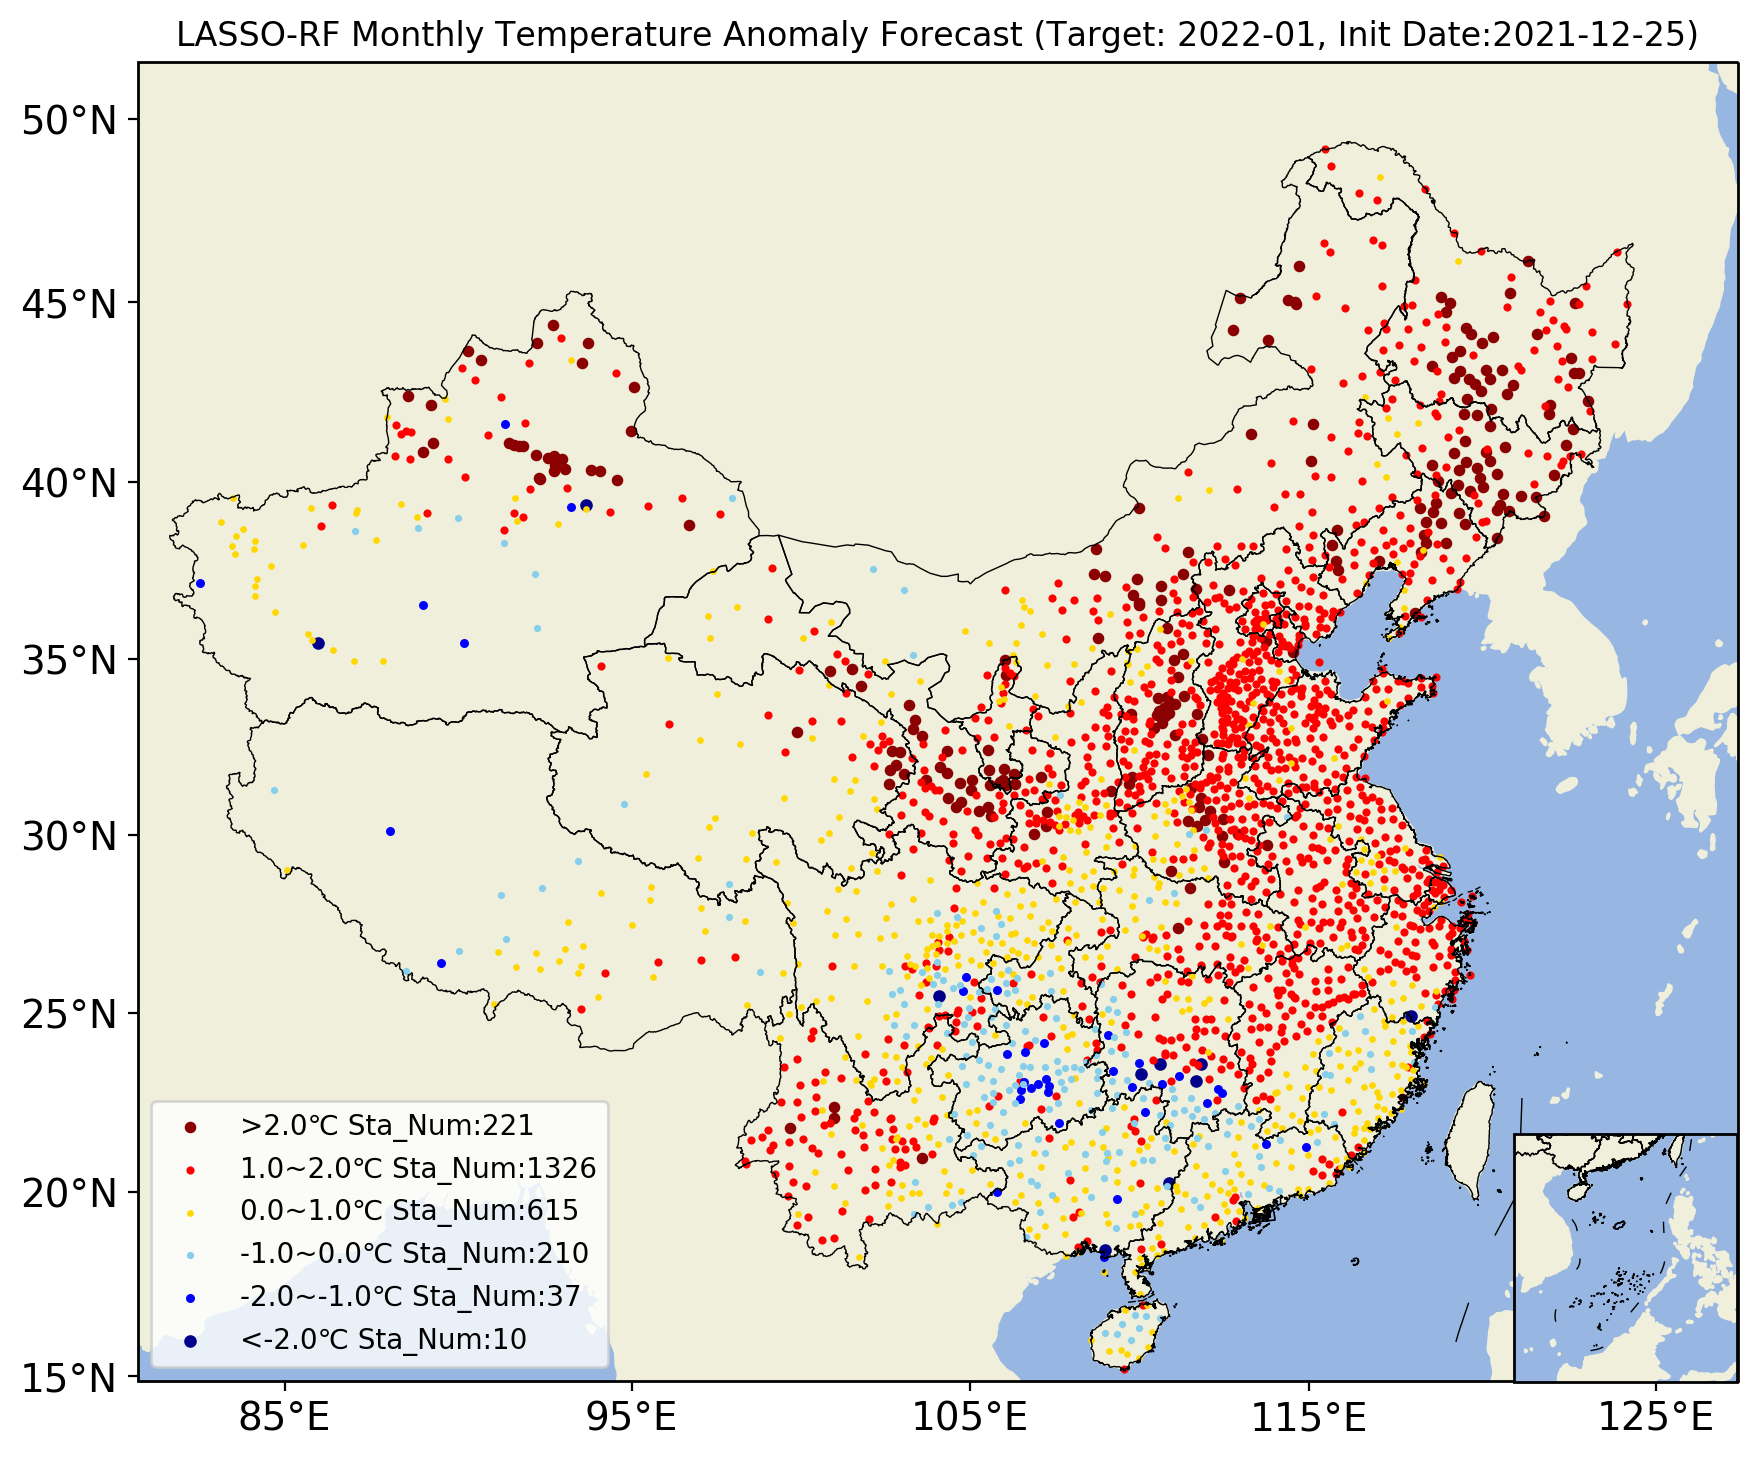 LASSO-RF Monthly Temperature Anomaly Forecast (Target: 2022-01, Init Date:2021-12-25)
50°N
45°N
40°N
35°N
30°N
25°N
20°N
15°N
>2.0℃ Sta_Num:221
1.0~2.0℃ Sta_Num:1326
0.0~1.0℃ Sta_Num:615
-1.0~0.0℃ Sta_Num:210
-2.0~-1.0℃ Sta_Num:37
<-2.0℃ Sta_Num:10
85°E 95°E 105°E 115°E 125°E